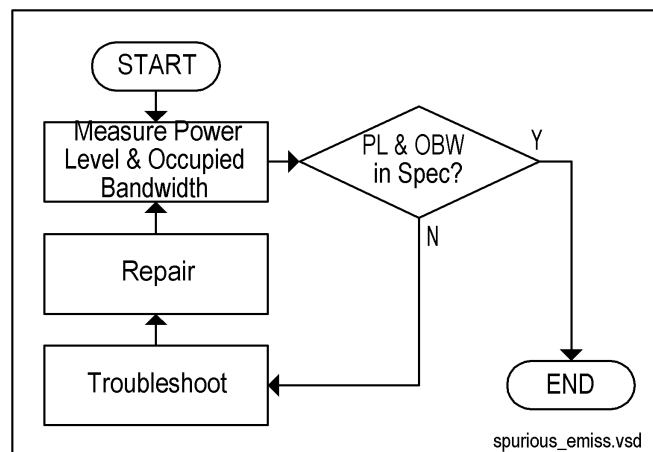 START
Measure Power
Level & Occupied
Bandwidth
PL & OBW
in Spec?
Y
N
Repair
Troubleshoot
END
spurious_emiss.vsd